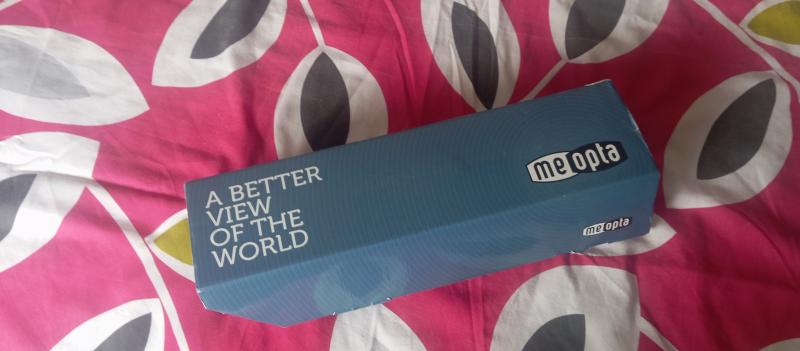 A BETTER
VIEW
OF THE
WORLD
meopta
meopta